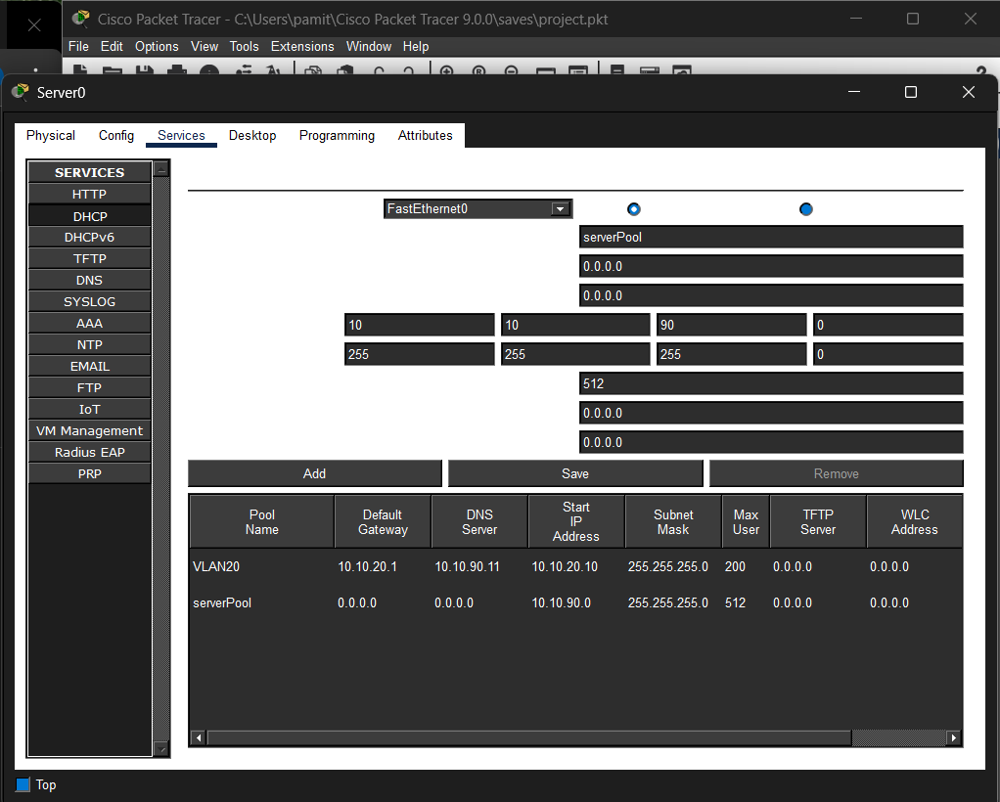 Cisco Packet Tracer - C:\Users\pamit\Cisco Packet Tracer 9.0.0\saves\project.pkt
File Edit Options View Tools Extensions Window Help
Server0
Physical Config Services Desktop Programming Attributes
SERVICES
HTTP
DHCP
DHCPv6
TFTP
DNS
SYSLOG
AAA
NTP
EMAIL
FTP
IoT
VM Management
Radius EAP
PRP
FastEthernet0
serverPool
0.0.0.0
0.0.0.0
10 10 90 0
255 255 255 0
512
0.0.0.0
0.0.0.0
Add Save Remove
Pool Name Default Gateway DNS Server Start IP Address Subnet Mask Max User TFTP Server WLC Address
VLAN20 10.10.20.1 10.10.90.11 10.10.20.10 255.255.255.0 200 0.0.0.0 0.0.0.0
serverPool 0.0.0.0 0.0.0.0 10.10.90.0 255.255.255.0 512 0.0.0.0 0.0.0.0
Top